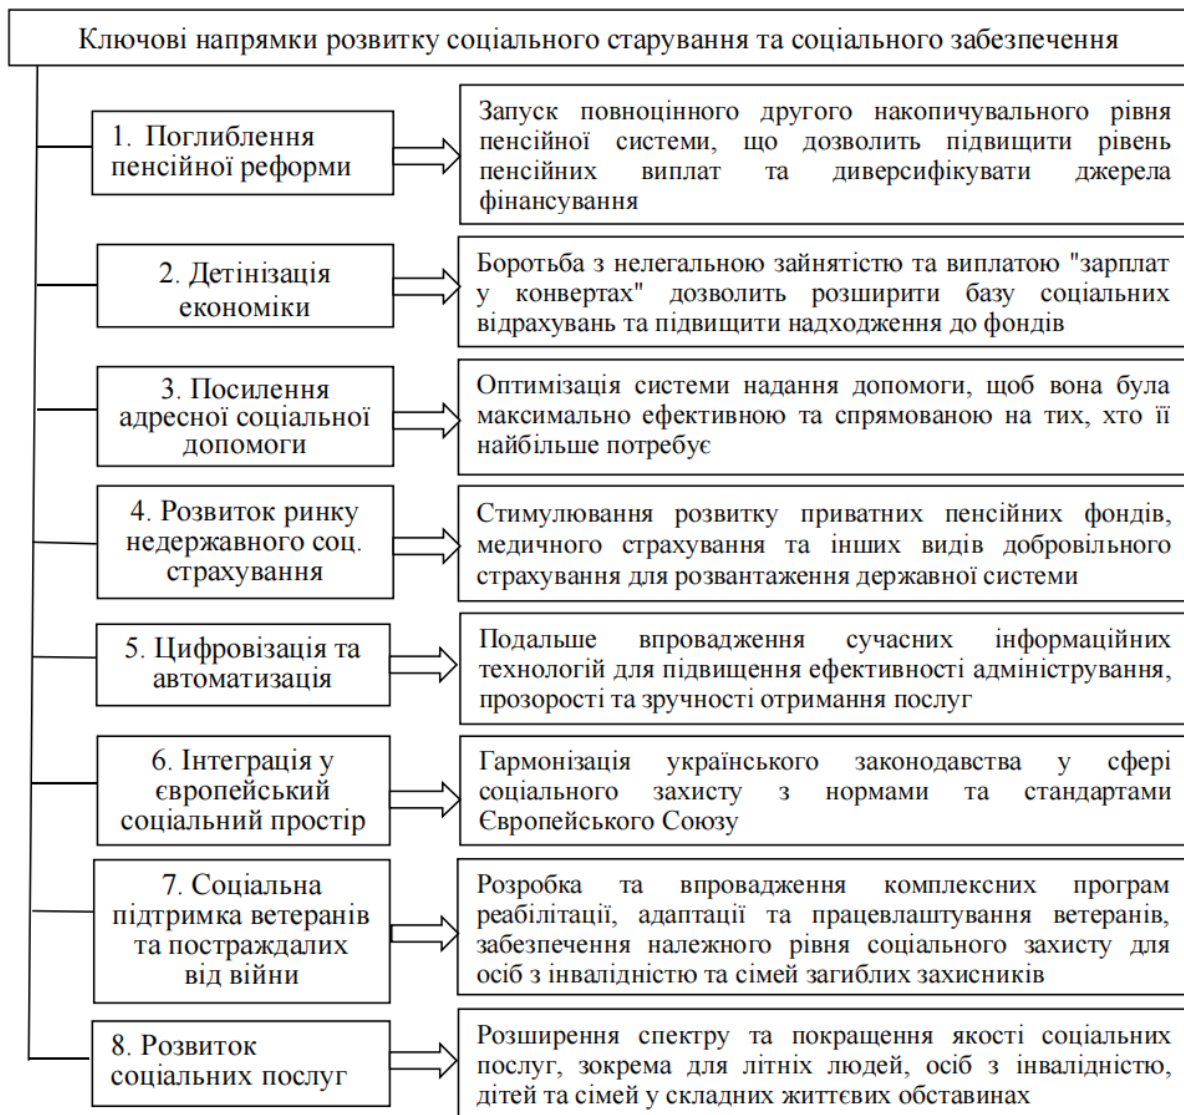 Ключові напрямки розвитку соціального старування та соціального забезпечення
1. Поглиблення
пенсійної реформи
Запуск повноцінного другого накопичувального рівня
пенсійної системи, що дозволить підвищити рівень
пенсійних виплат та диверсифікувати джерела
фінансування
2. Детінізація
економіки
Боротьба з нелегальною зайнятістю та виплатою "зарплат
у конвертах" дозволить розширити базу соціальних
відрахувань та підвищити надходження до фондів
3. Посилення
адресної соціальної
допомоги
Оптимізація системи надання допомоги, щоб вона була
максимально ефективною та спрямованою на тих, хто її
найбільше потребує
4. Розвиток ринку
недержавного соц.
страхування
Стимулювання розвитку приватних пенсійних фондів,
медичного страхування та інших видів добровільного
страхування для розвантаження державної системи
5. Цифровізація та
автоматизація
Подальше впровадження сучасних інформаційних
технологій для підвищення ефективності адміністрування,
прозорості та зручності отримання послуг
6. Інтеграція у
європейський
соціальний простір
Гармонізація українського законодавства у сфері
соціального захисту з нормами та стандартами
Європейського Союзу
7. Соціальна
підтримка ветеранів
та постраждалих
від війни
Розробка та впровадження комплексних програм
реабілітації, адаптації та працевлаштування ветеранів,
забезпечення належного рівня соціального захисту для
осіб з інвалідністю та сімей загиблих захисників
8. Розвиток
соціальних послуг
Розширення спектру та покращення якості соціальних
послуг, зокрема для літніх людей, осіб з інвалідністю,
дітей та сімей у складних життєвих обставинах